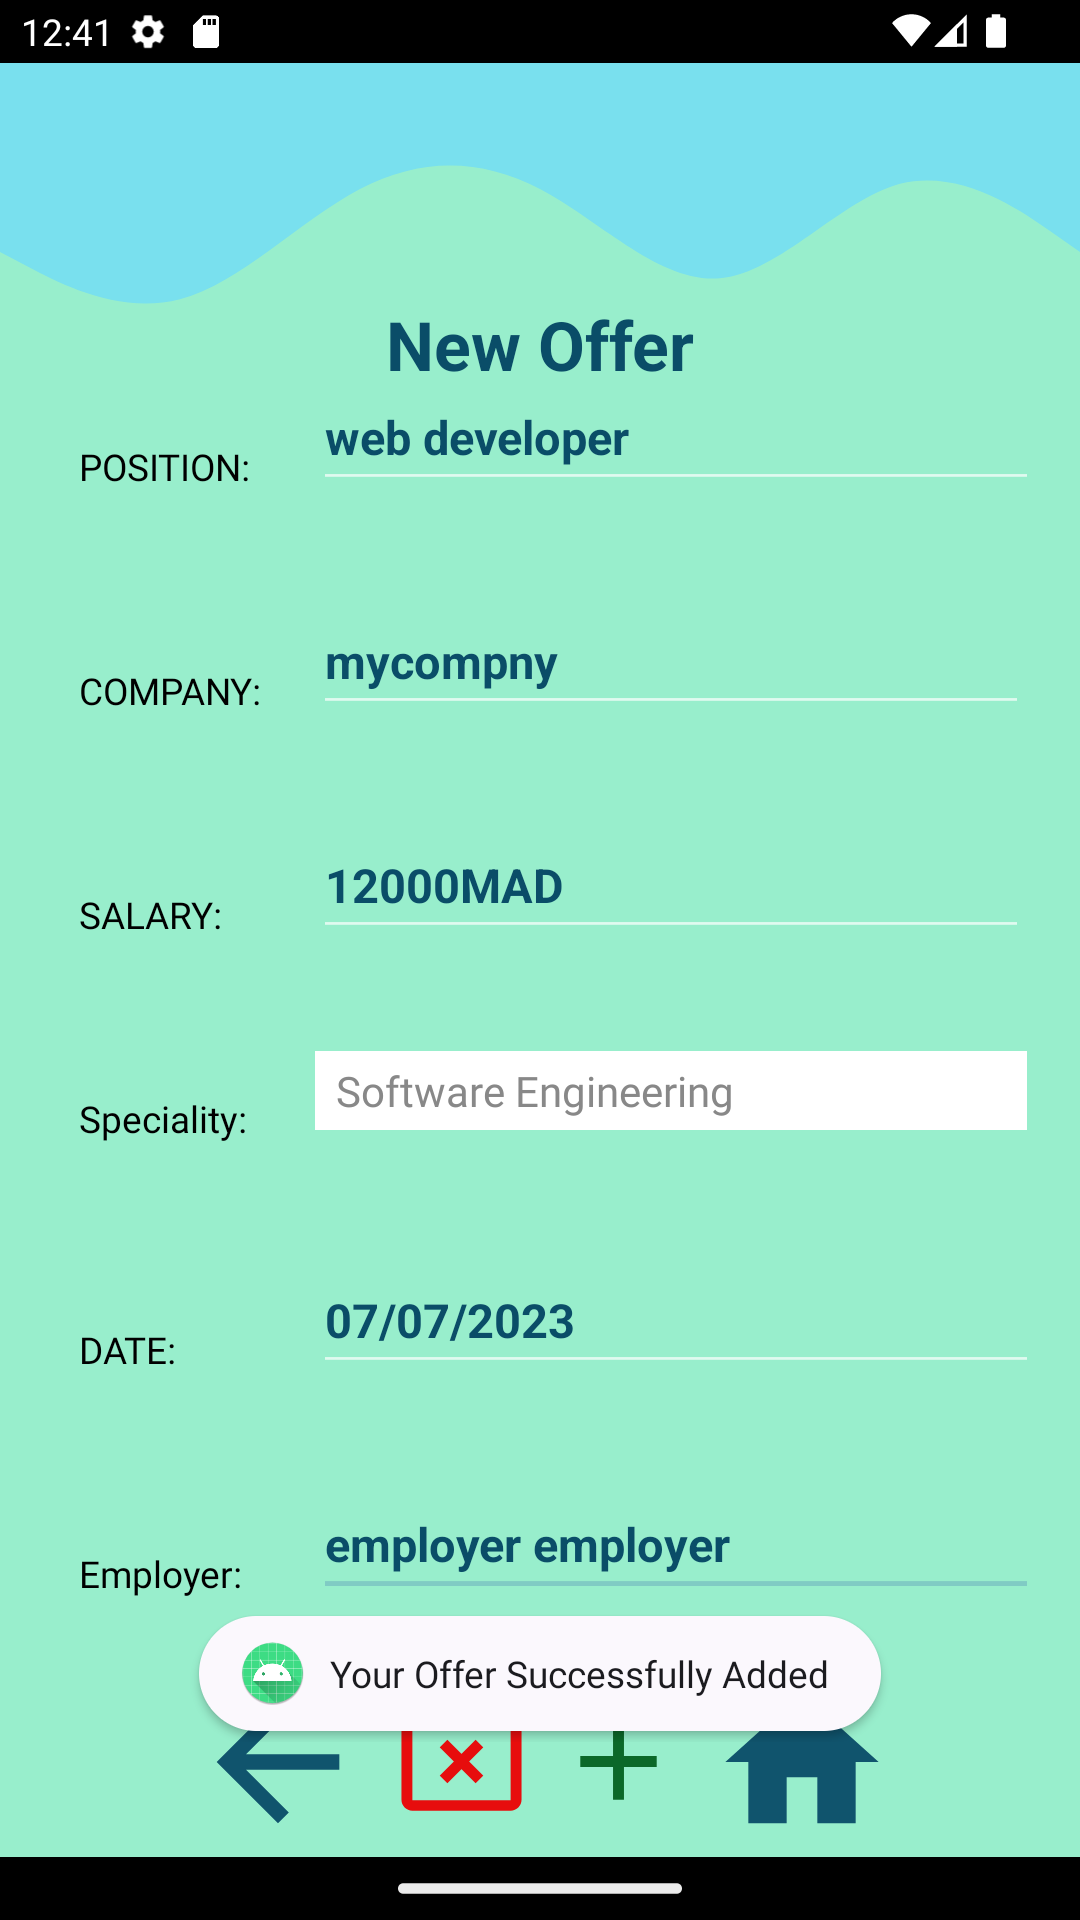 12:41
New Offer
POSITION: web developer
COMPANY: mycompny
SALARY: 12000MAD
Speciality: Software Engineering
DATE: 07/07/2023
Employer: employer employer
Your Offer Successfully Added